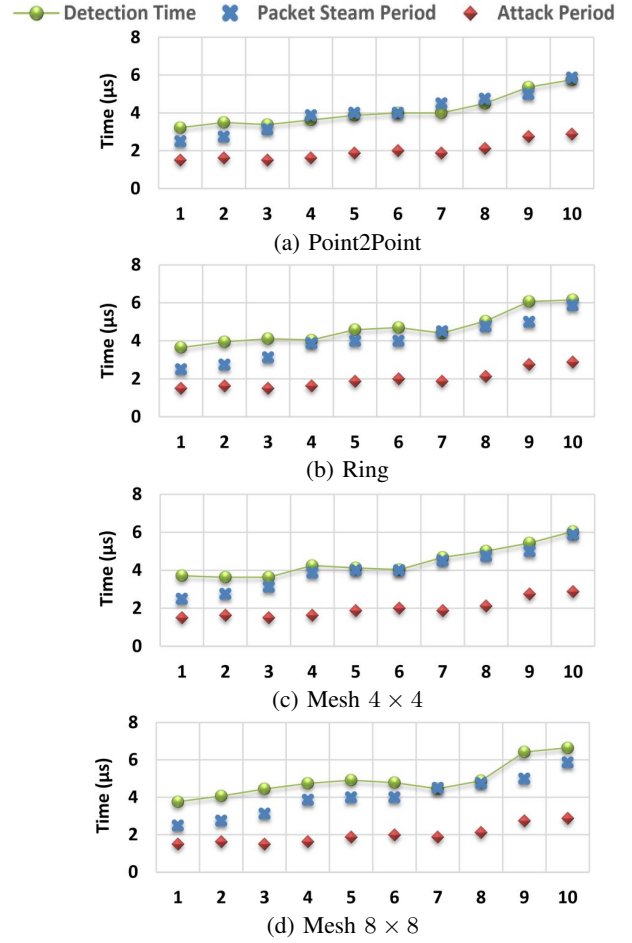 Detection Time Packet Steam Period Attack Period
8
6
4
2
0
Time (µs)
1 2 3 4 5 6 7 8 9 10
(a) Point2Point
8
6
4
2
0
Time (µs)
1 2 3 4 5 6 7 8 9 10
(b) Ring
8
6
4
2
0
Time (µs)
1 2 3 4 5 6 7 8 9 10
(c) Mesh 4 × 4
8
6
4
2
0
Time (µs)
1 2 3 4 5 6 7 8 9 10
(d) Mesh 8 × 8